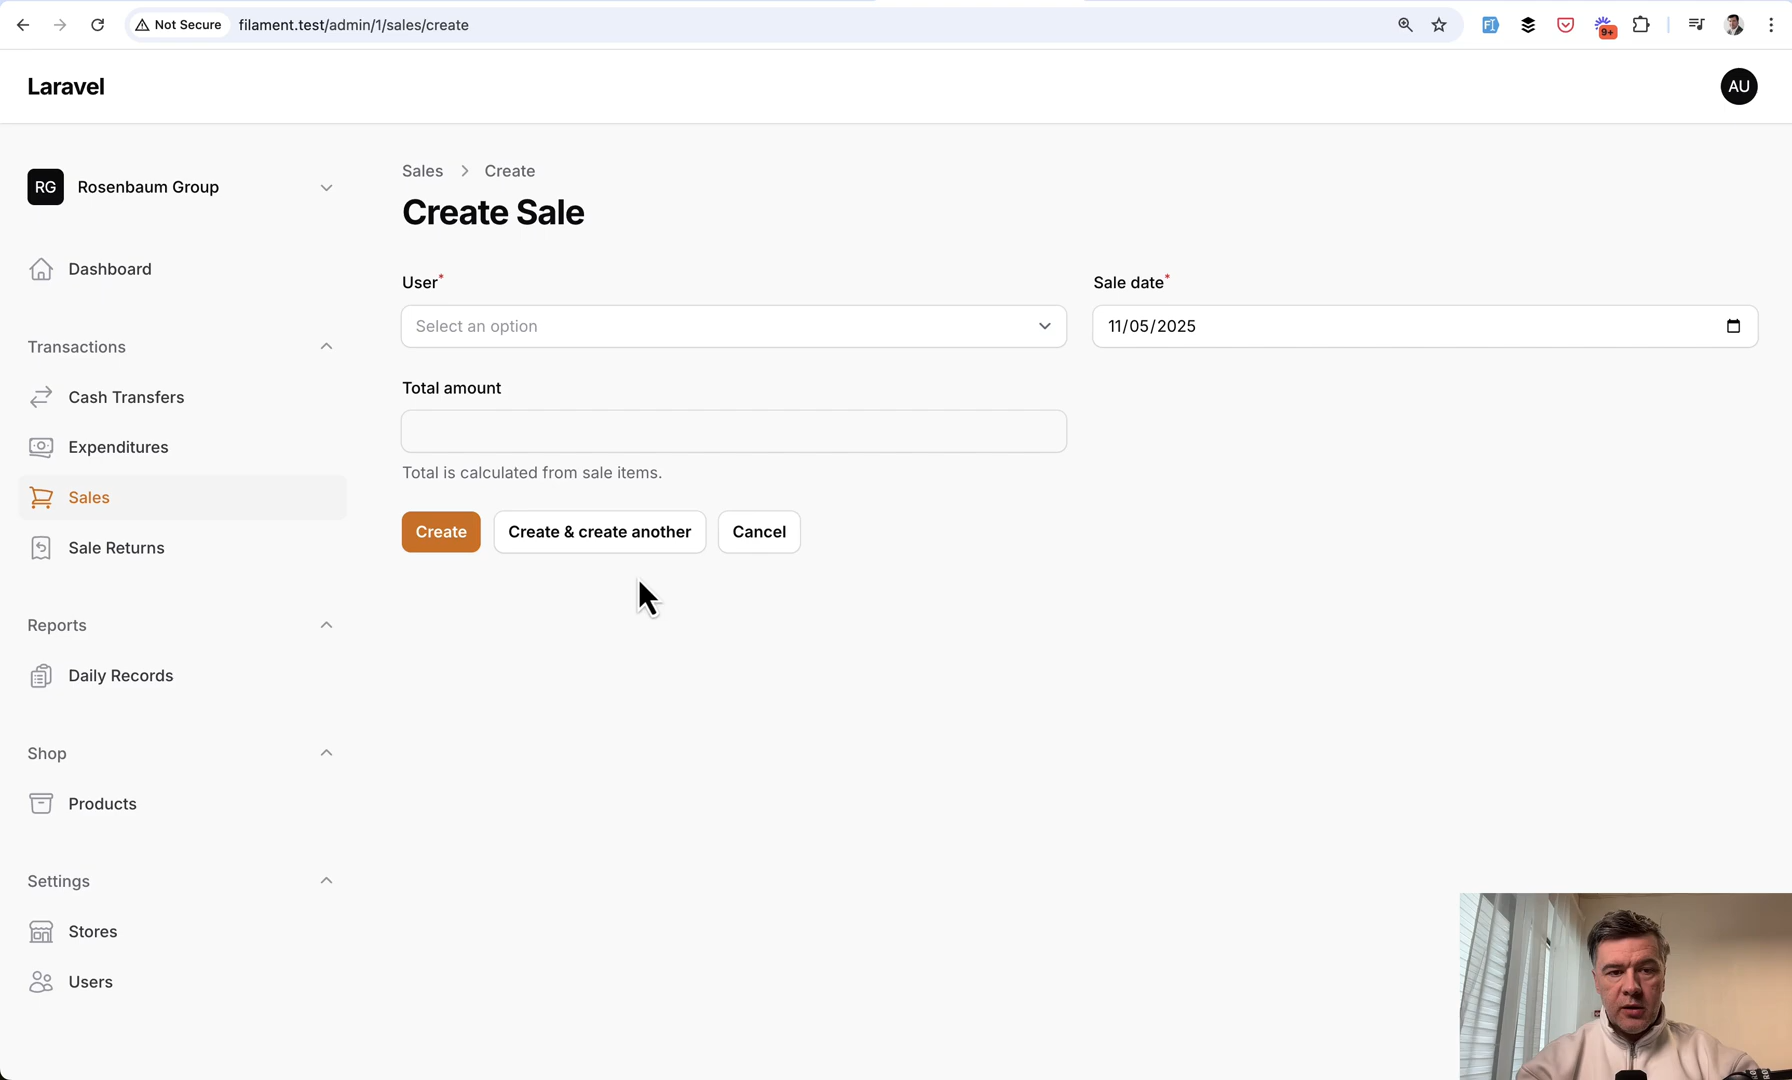 Not Secure
filament.test/admin/1/sales/create
9+
Laravel
AU
RG
Rosenbaum Group
Dashboard
Transactions
Cash Transfers
Expenditures
Sales
Sale Returns
Reports
Daily Records
Shop
Products
Settings
Stores
Users
Sales > Create
Create Sale
User*
Select an option
Sale date*
11/05/2025
Total amount
Total is calculated from sale items.
Create
Create & create another
Cancel